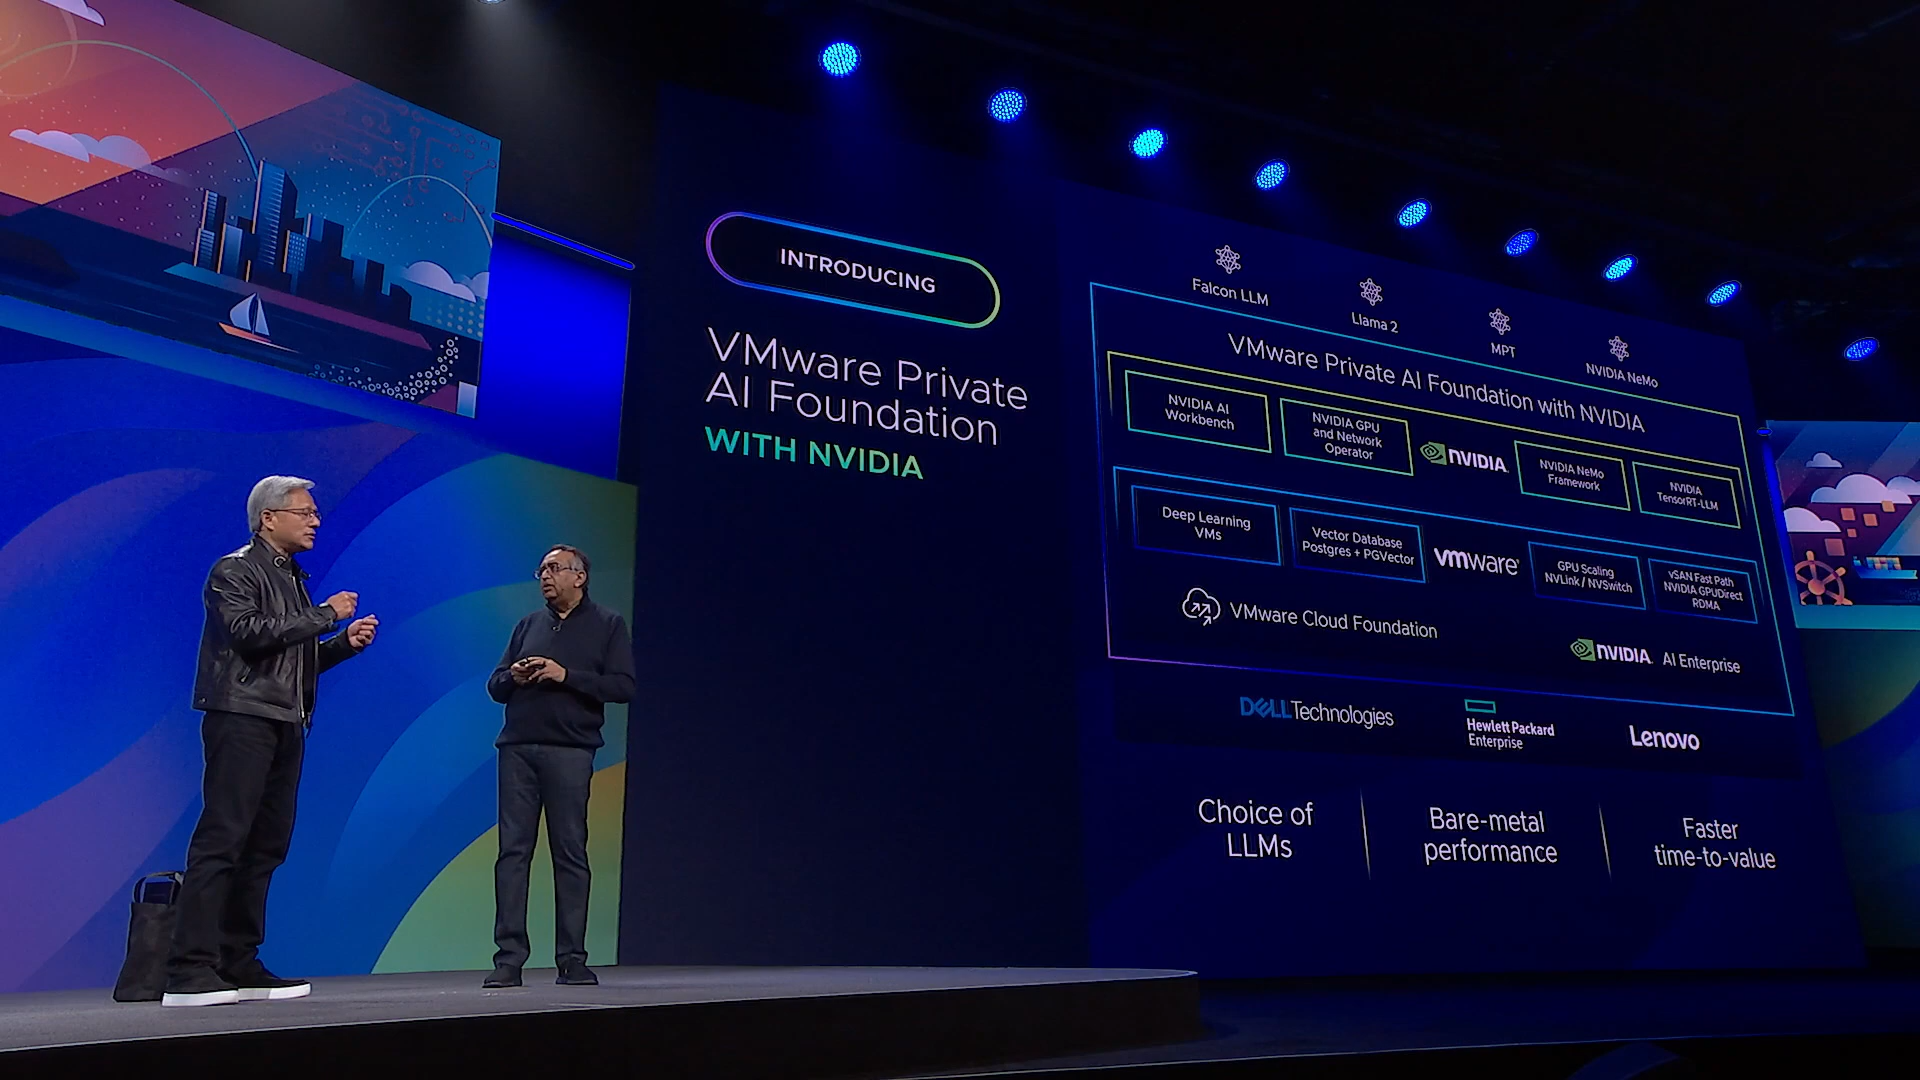 INTRODUCING
VMware Private
AI Foundation
WITH NVIDIA
Falcon LLM
Llama 2
MPT
NVIDIA NeMo
VMware Private AI Foundation with NVIDIA
NVIDIA AI
Workbench
NVIDIA GPU
and Network
Operator
NVIDIA
NVIDIA NeMo
Framework
NVIDIA
TensorRT-LLM
Deep Learning
VMs
Vector Database
Postgres + PGVector
vmware®
GPU Scaling
NVLink / NVSwitch
vSAN Fast Path
NVIDIA GPUDirect
RDMA
VMware Cloud Foundation
NVIDIA. AI Enterprise
DELLTechnologies
Hewlett Packard
Enterprise
Lenovo
Choice of
LLMs
Bare-metal
performance
Faster
time-to-value